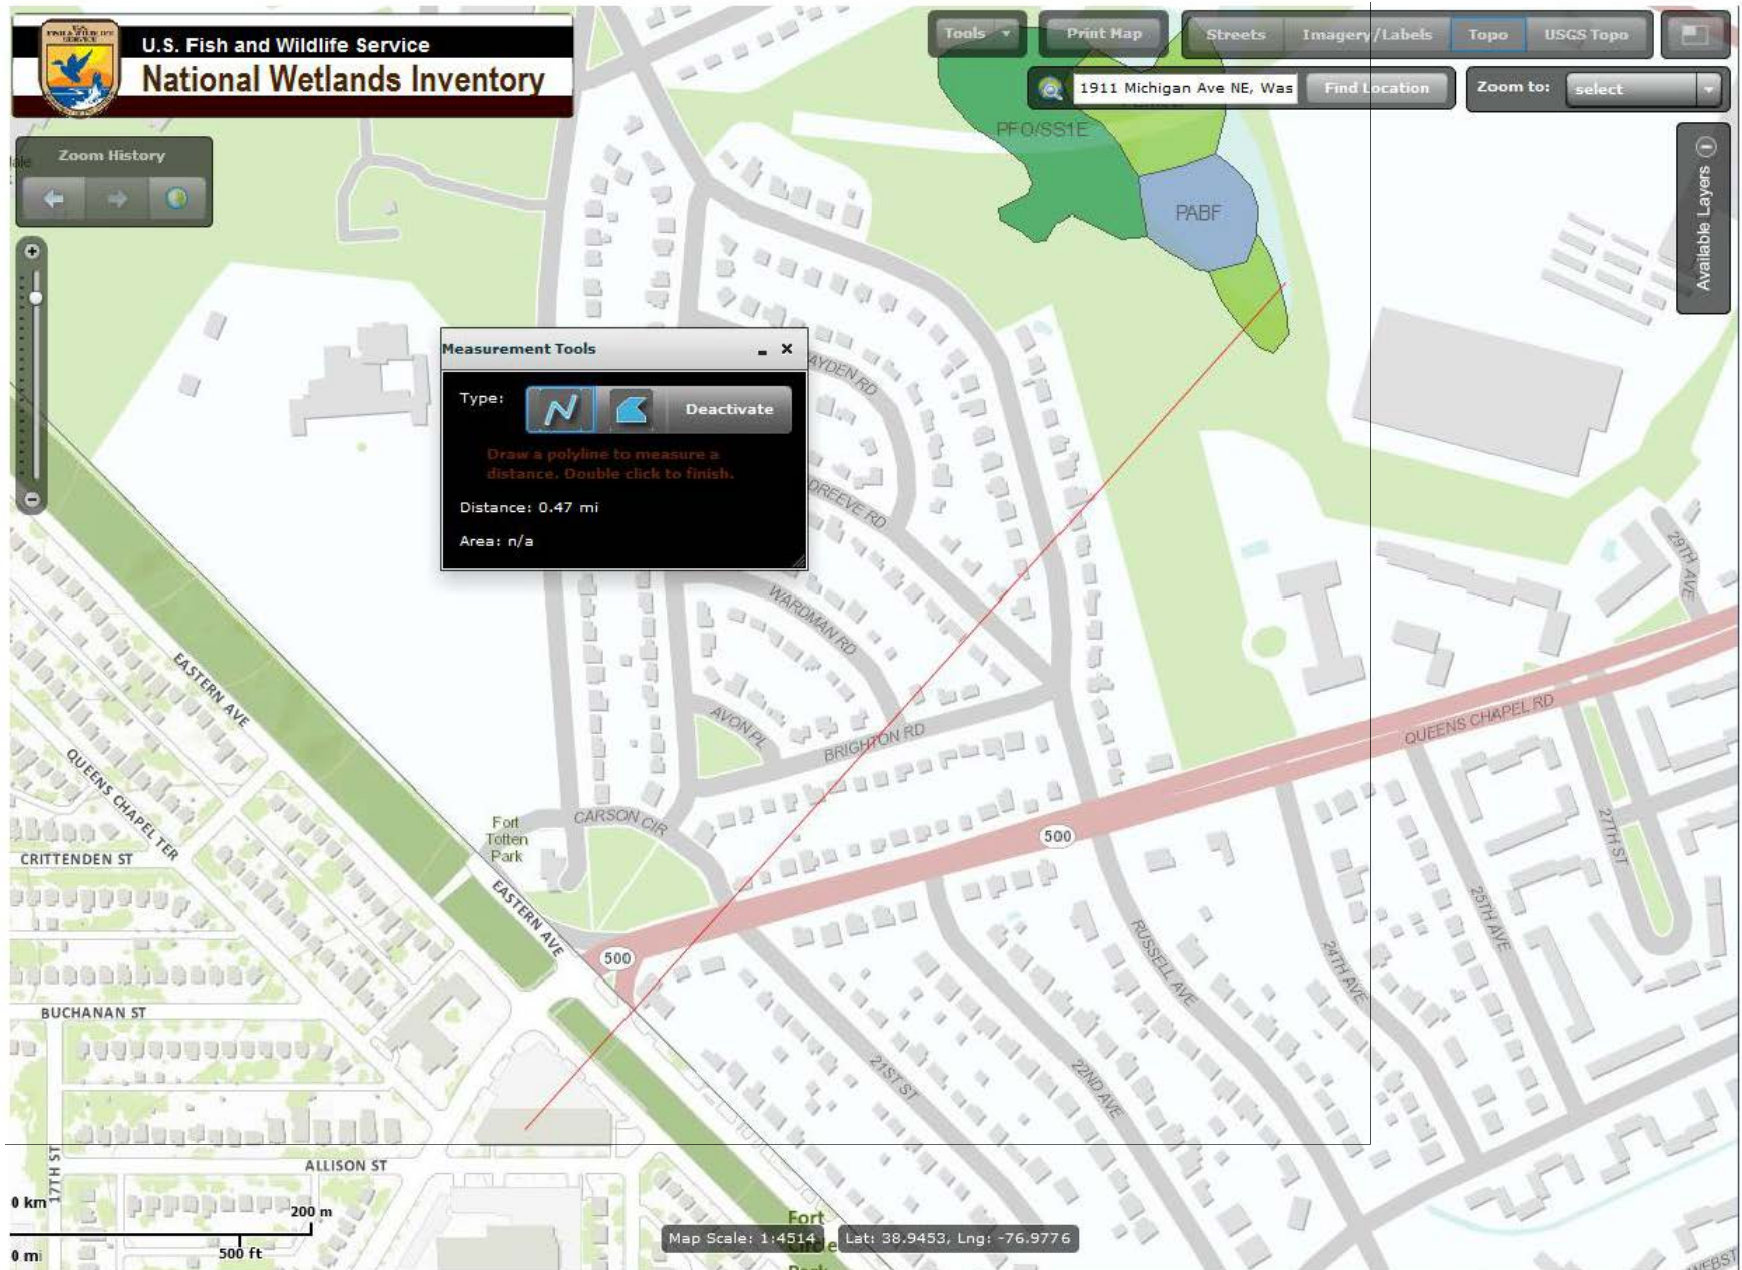 U.S. Fish and Wildlife Service
National Wetlands Inventory
Tools
Print Map
Streets
Imagery/Labels
Topo
USGS Topo
1911 Michigan Ave NE, Was
Find Location
Zoom to:
select
Zoom History
Available Layers
PFO/SS1E
PABF
Measurement Tools
Type:
Deactivate
Draw a polyline to measure a
distance. Double click to finish.
Distance: 0.47 mi
Area: n/a
AYDEN RD
DREEVE RD
WARDMAN RD
AVON PL
BRIGHTON RD
CARSON CIR
Fort
Totten
Park
EASTERN AVE
EASTERN AVE
QUEENS CHAPEL TER
CRITTENDEN ST
BUCHANAN ST
ALLISON ST
17TH ST
500
500
QUEENS CHAPEL RD
29TH AVE
27TH ST
25TH AVE
24TH AVE
RUSSELL AVE
22ND AVE
21ST ST
WEBST
0 km
200 m
0 mi
500 ft
Fort
Circle
Park
Map Scale: 1:4514
Lat: 38.9453, Lng: -76.9776